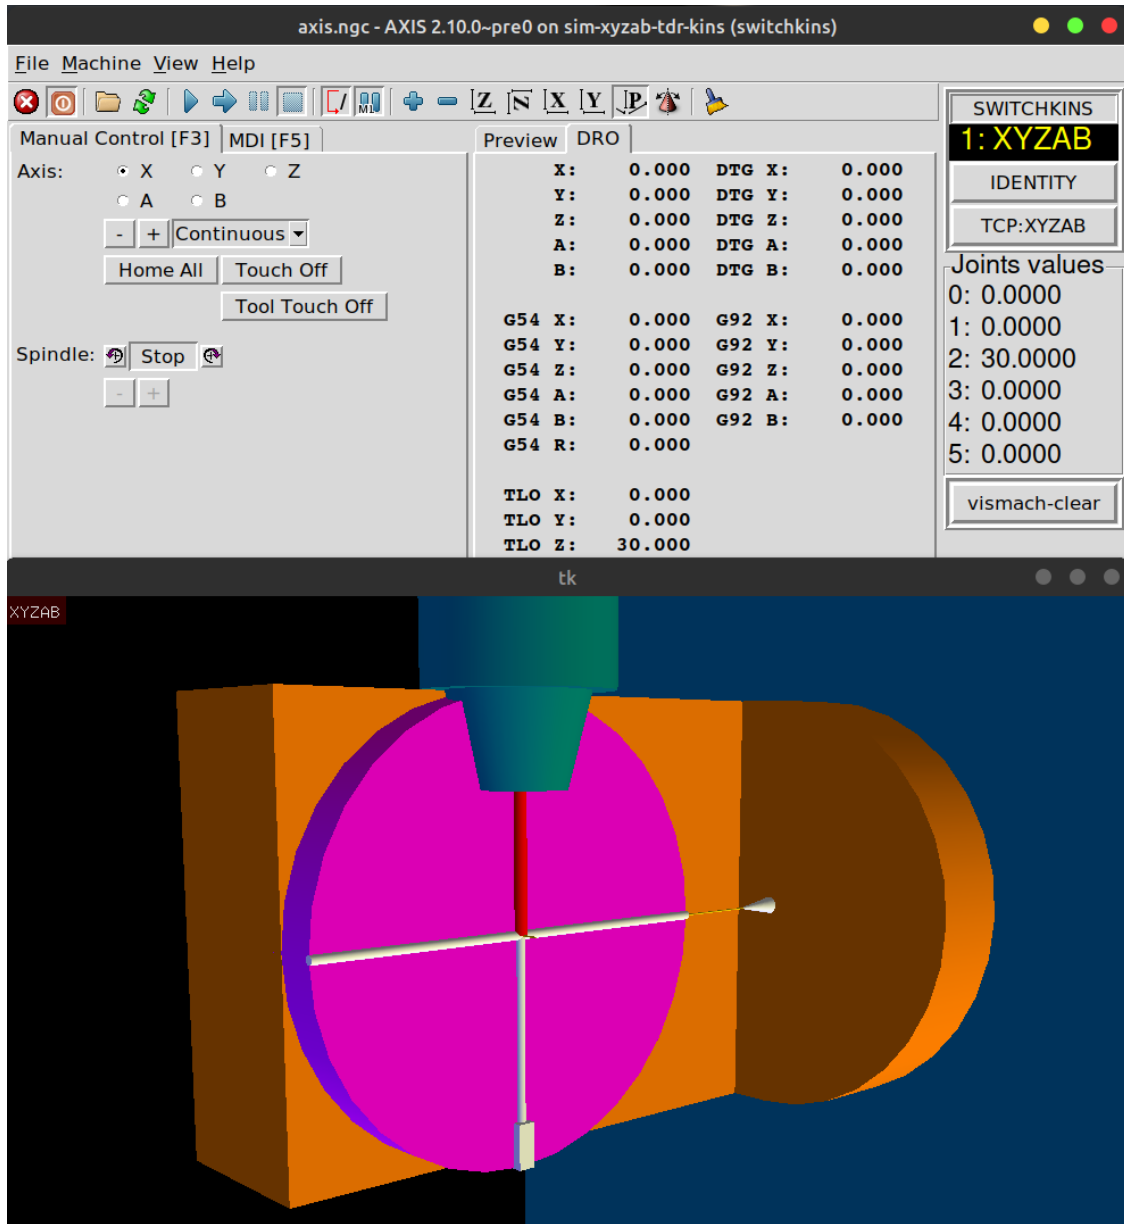 axis.ngc - AXIS 2.10.0~pre0 on sim-xyzab-tdr-kins (switchkins)
File Machine View Help
Z N X Y P
Manual Control [F3] MDI [F5]
Axis: X Y Z
A B
- + Continuous
Home All Touch Off
Tool Touch Off
Spindle: Stop
- +
Preview DRO
X: 0.000 DTG X: 0.000
Y: 0.000 DTG Y: 0.000
Z: 0.000 DTG Z: 0.000
A: 0.000 DTG A: 0.000
B: 0.000 DTG B: 0.000
G54 X: 0.000 G92 X: 0.000
G54 Y: 0.000 G92 Y: 0.000
G54 Z: 0.000 G92 Z: 0.000
G54 A: 0.000 G92 A: 0.000
G54 B: 0.000 G92 B: 0.000
G54 R: 0.000
TLO X: 0.000
TLO Y: 0.000
TLO Z: 30.000
SWITCHKINS
1: XYZAB
IDENTITY
TCP:XYZAB
Joints values
0: 0.0000
1: 0.0000
2: 30.0000
3: 0.0000
4: 0.0000
5: 0.0000
vismach-clear
tk
XYZAB